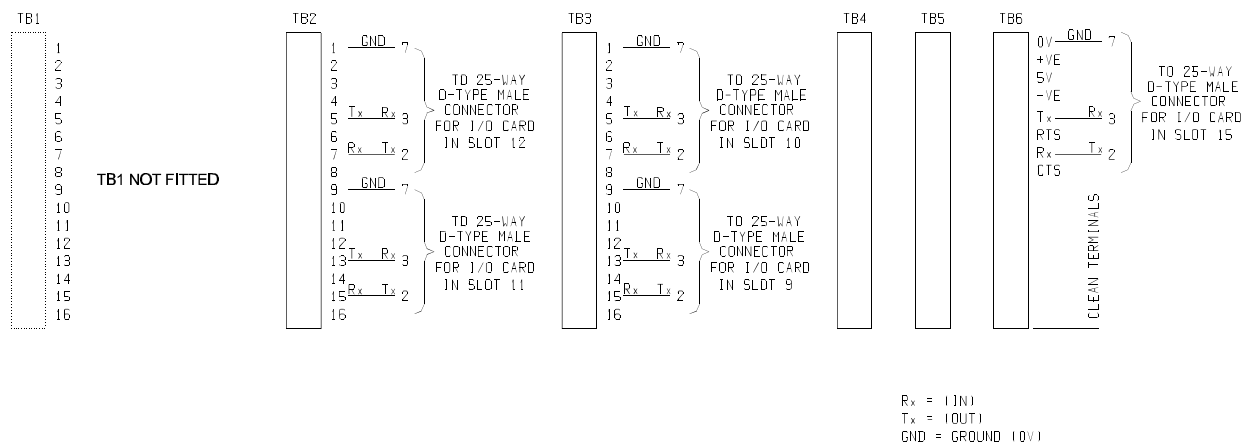 TB1
1
2
3
4
5
6
7
8
9
10
11
12
13
14
15
16
TB1 NOT FITTED
TB2
1 GND 7
2
3
4
5 Tx Rx 3
6
7 Rx Tx 2
8
TO 25-WAY
D-TYPE MALE
CONNECTOR
FOR I/O CARD
IN SLOT 12
9 GND 7
10
11
12
13 Tx Rx 3
14
15 Rx Tx 2
16
TO 25-WAY
D-TYPE MALE
CONNECTOR
FOR I/O CARD
IN SLOT 11
TB3
1 GND 7
2
3
4
5 Tx Rx 3
6
7 Rx Tx 2
8
TO 25-WAY
D-TYPE MALE
CONNECTOR
FOR I/O CARD
IN SLOT 10
9 GND 7
10
11
12
13 Tx Rx 3
14
15 Rx Tx 2
16
TO 25-WAY
D-TYPE MALE
CONNECTOR
FOR I/O CARD
IN SLOT 9
TB4
TB5
TB6
0V GND 7
+VE
5V
-VE
Tx Rx 3
RTS
Rx Tx 2
CTS
TO 25-WAY
D-TYPE MALE
CONNECTOR
FOR I/O CARD
IN SLOT 15
CLEAN TERMINALS
Rx = (IN)
Tx = (OUT)
GND = GROUND (0V)